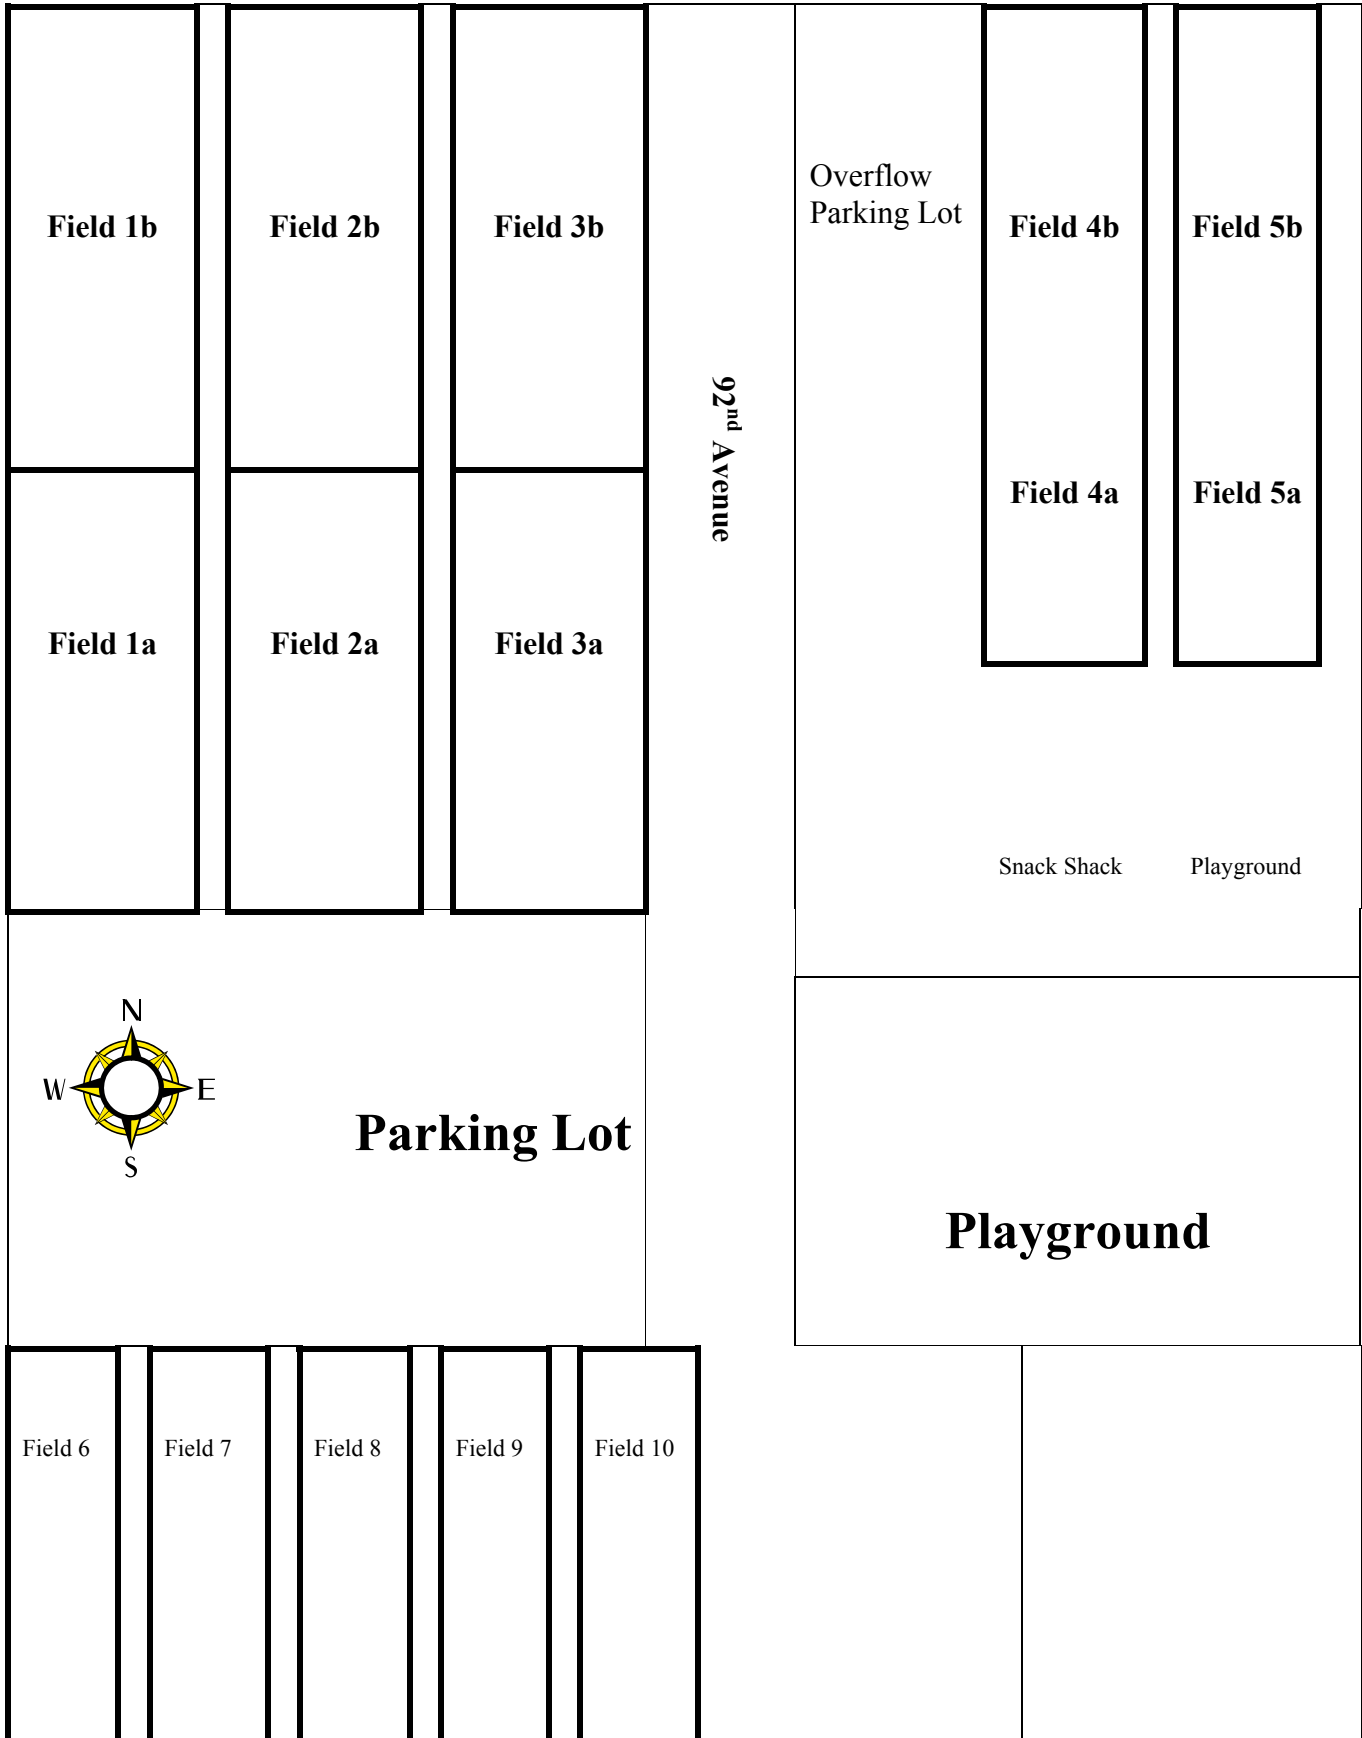 Overflow
Parking Lot
Field 1b
Field 2b
Field 3b
Field 4b
Field 5b
92nd Avenue
Field 4a
Field 5a
Field 1a
Field 2a
Field 3a
Snack Shack
Playground
N
W
E
S
Parking Lot
Playground
Field 6
Field 7
Field 8
Field 9
Field 10